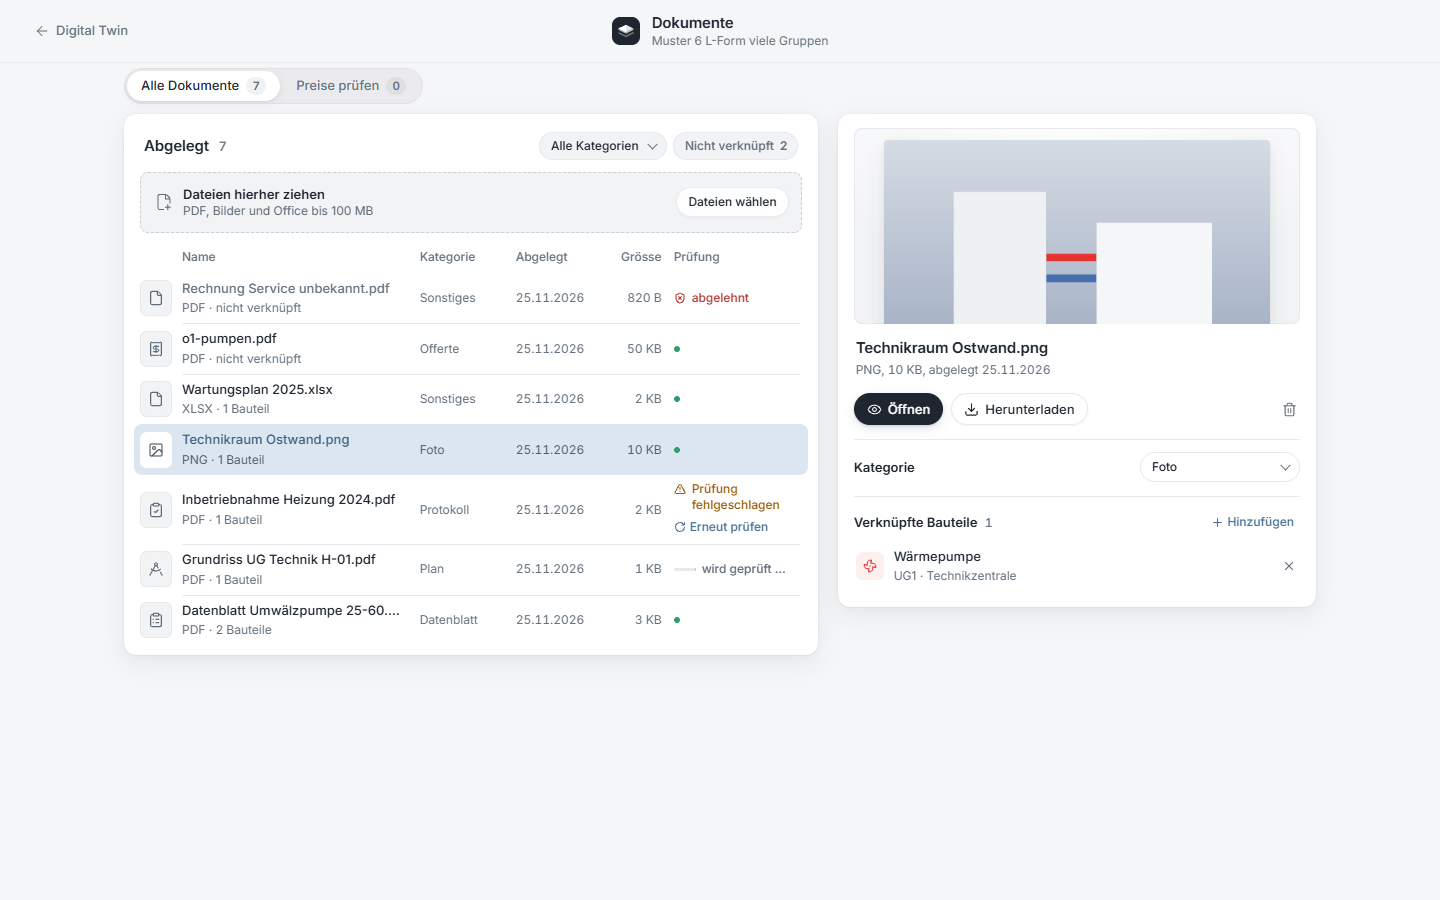 Digital Twin
Dokumente
Muster 6 L-Form viele Gruppen
Alle Dokumente 7
Preise prüfen 0
Abgelegt 7
Alle Kategorien
Nicht verknüpft 2
Dateien hierher ziehen
PDF, Bilder und Office bis 100 MB
Dateien wählen
Name Kategorie Abgelegt Grösse Prüfung
Rechnung Service unbekannt.pdf
PDF · nicht verknüpft
Sonstiges 25.11.2026 820 B abgelehnt
o1-pumpen.pdf
PDF · nicht verknüpft
Offerte 25.11.2026 50 KB
Wartungsplan 2025.xlsx
XLSX · 1 Bauteil
Sonstiges 25.11.2026 2 KB
Technikraum Ostwand.png
PNG · 1 Bauteil
Foto 25.11.2026 10 KB
Inbetriebnahme Heizung 2024.pdf
PDF · 1 Bauteil
Protokoll 25.11.2026 2 KB
Prüfung
fehlgeschlagen
Erneut prüfen
Grundriss UG Technik H-01.pdf
PDF · 1 Bauteil
Plan 25.11.2026 1 KB wird geprüft ...
Datenblatt Umwälzpumpe 25-60....
PDF · 2 Bauteile
Datenblatt 25.11.2026 3 KB
Technikraum Ostwand.png
PNG, 10 KB, abgelegt 25.11.2026
Öffnen
Herunterladen
Kategorie
Foto
Verknüpfte Bauteile 1
Hinzufügen
Wärmepumpe
UG1 · Technikzentrale